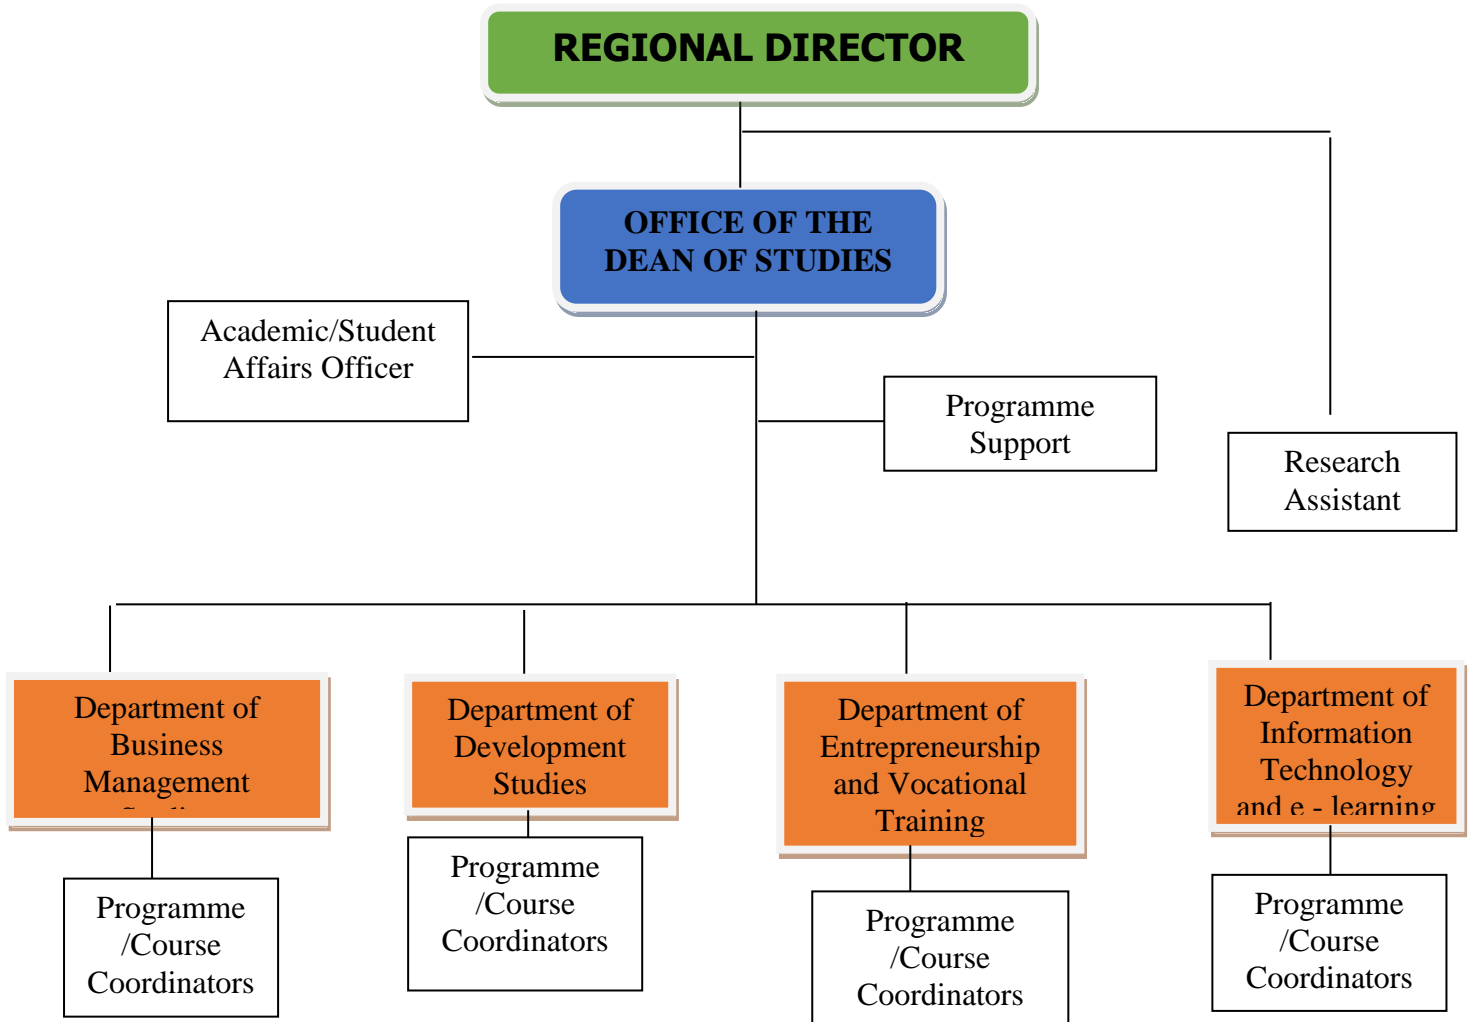 REGIONAL DIRECTOR
OFFICE OF THE
DEAN OF STUDIES
Academic/Student
Affairs Officer
Programme
Support
Research
Assistant
Department of
Business
Management
Department of
Development
Studies
Department of
Entrepreneurship
and Vocational
Training
Department of
Information
Technology
and e - learning
Programme
/Course
Coordinators
Programme
/Course
Coordinators
Programme
/Course
Coordinators
Programme
/Course
Coordinators